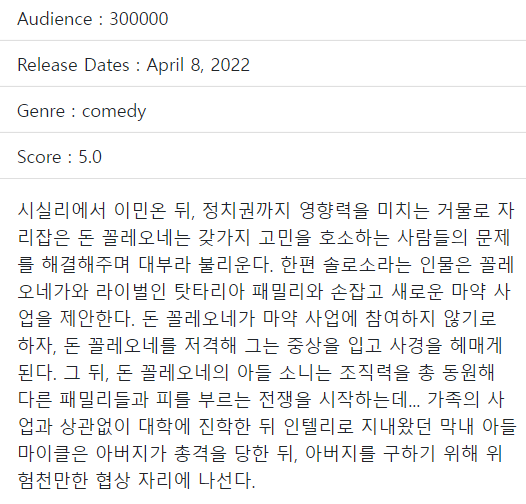 Audience : 300000
Release Dates : April 8, 2022
Genre : comedy
Score : 5.0
시실리에서 이민온 뒤, 정치권까지 영향력을 미치는 거물로 자
리잡은 돈 꼴레오네는 갖가지 고민을 호소하는 사람들의 문제
를 해결해주며 대부라 불리운다. 한편 솔로소라는 인물은 꼴레
오네가와 라이벌인 탓타리아 패밀리와 손잡고 새로운 마약 사
업을 제안한다. 돈 꼴레오네가 마약 사업에 참여하지 않기로
하자, 돈 꼴레오네를 저격해 그는 중상을 입고 사경을 헤매게
된다. 그 뒤, 돈 꼴레오네의 아들 소니는 조직력을 총 동원해
다른 패밀리들과 피를 부르는 전쟁을 시작하는데... 가족의 사
업과 상관없이 대학에 진학한 뒤 인텔리로 지내왔던 막내 아들
마이클은 아버지가 총격을 당한 뒤, 아버지를 구하기 위해 위
험천만한 협상 자리에 나선다.